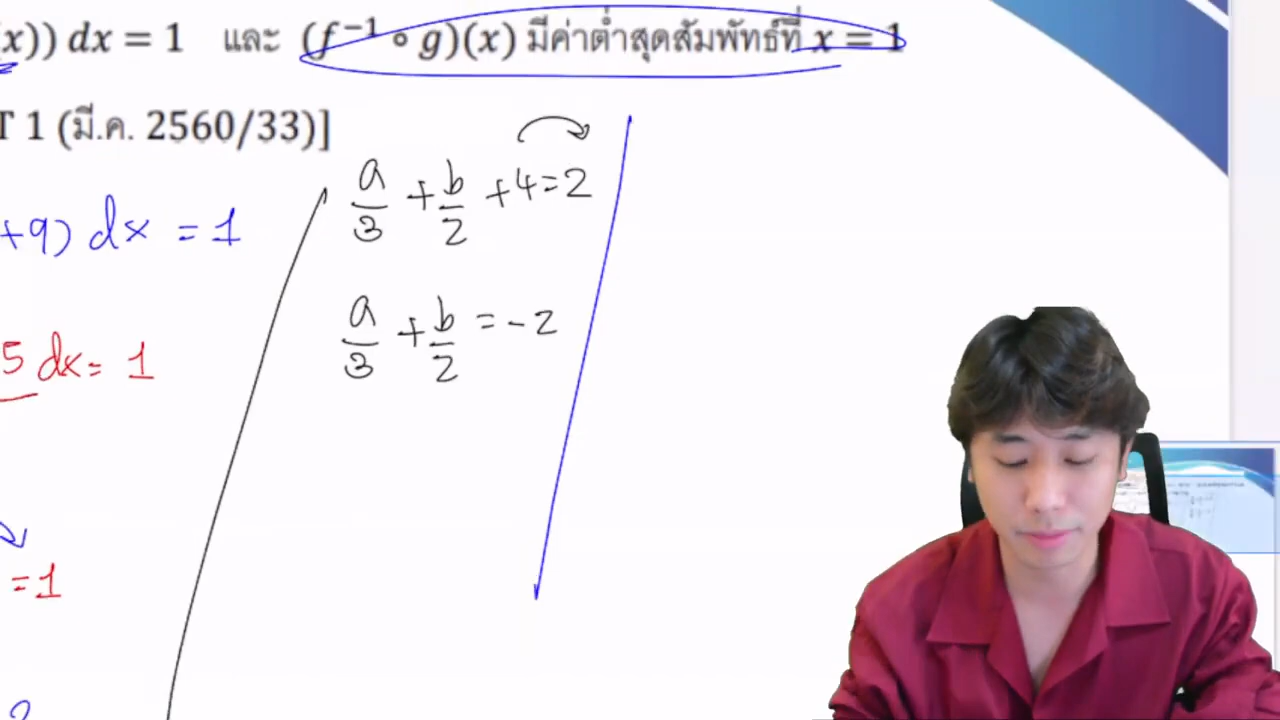 x)) dx = 1 และ (f⁻¹ ∘ g)(x) มีค่าต่ำสุดสัมพัทธ์ที่ x = 1
T 1 (มี.ค. 2560/33)]
a/3 + b/2 + 4 = 2
+9) dx = 1
a/3 + b/2 = -2
5 dx = 1
=1
2